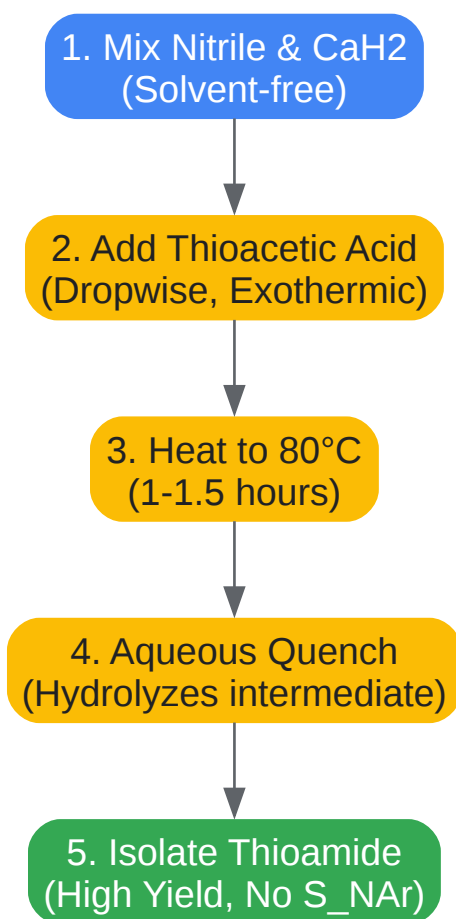 1. Mix Nitrile & CaH2
(Solvent-free)
2. Add Thioacetic Acid
(Dropwise, Exothermic)
3. Heat to 80°C
(1-1.5 hours)
4. Aqueous Quench
(Hydrolyzes intermediate)
5. Isolate Thioamide
(High Yield, No S_NAr)